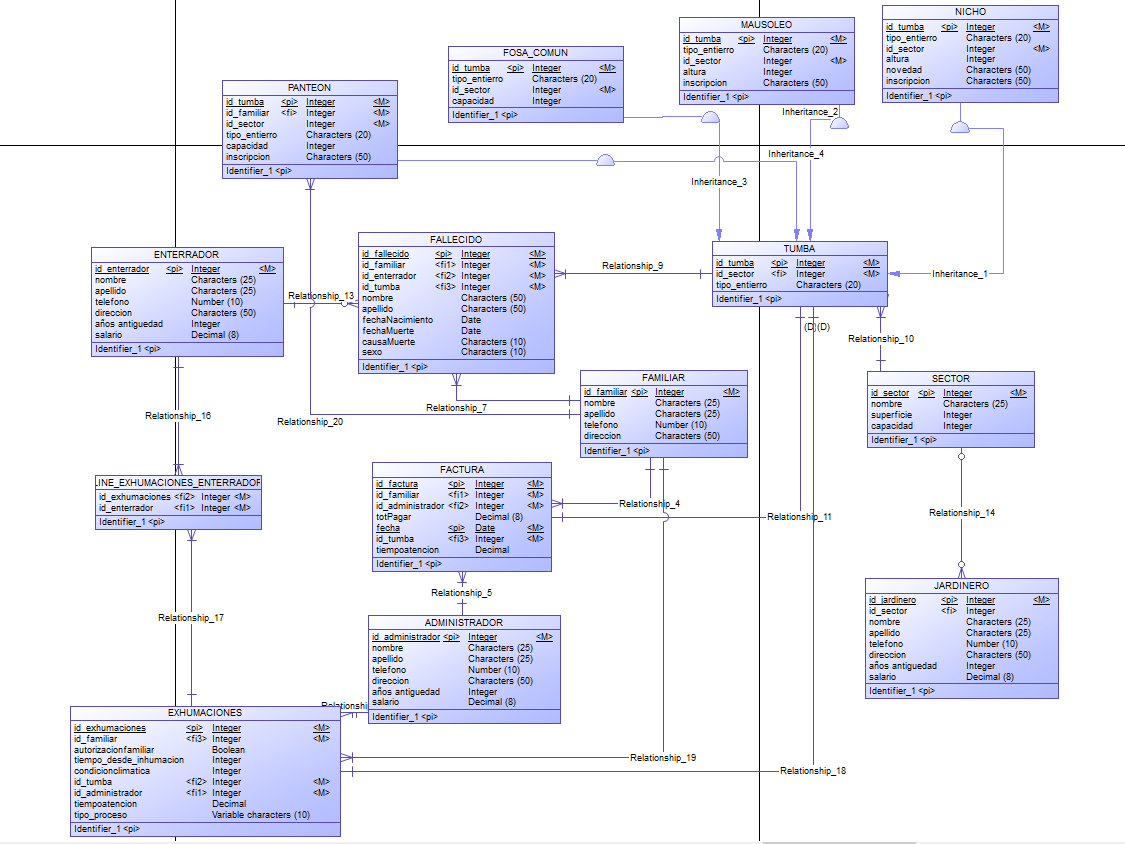 NICHO
id_tumba <pi> Integer <M>
tipo_entierro Characters (20)
id_sector Integer <M>
altura Integer
novedad Characters (50)
inscripcion Characters (50)
Identifier_1 <pi>
MAUSOLEO
id_tumba <pi> Integer <M>
tipo_entierro Characters (20)
id_sector Integer <M>
altura Integer
inscripcion Characters (50)
Identifier_1 <pi>
FOSA_COMUN
id_tumba <pi> Integer <M>
tipo_entierro Characters (20)
id_sector Integer <M>
capacidad Integer
Identifier_1 <pi>
PANTEON
id_tumba <pi> Integer <M>
id_familiar <fi> Integer <M>
id_sector Integer <M>
tipo_entierro Characters (20)
capacidad Integer
inscripcion Characters (50)
Identifier_1 <pi>
Inheritance_2
Inheritance_4
Inheritance_3
Inheritance_1
ENTERRADOR
id_enterrador <pi> Integer <M>
nombre Characters (25)
apellido Characters (25)
telefono Number (10)
direccion Characters (50)
años antiguedad Integer
salario Decimal (8)
Identifier_1 <pi>
Relationship_13
FALLECIDO
id_fallecido <pi> Integer <M>
id_familiar <fi1> Integer <M>
id_enterrador <fi2> Integer <M>
id_tumba <fi3> Integer <M>
nombre Characters (50)
apellido Characters (50)
fechaNacimiento Date
fechaMuerte Date
causaMuerte Characters (10)
sexo Characters (10)
Identifier_1 <pi>
Relationship_9
TUMBA
id_tumba <pi> Integer <M>
id_sector <fi> Integer <M>
tipo_entierro Characters (20)
Identifier_1 <pi>
(D)(D)
Relationship_10
FAMILIAR
id_familiar <pi> Integer <M>
nombre Characters (25)
apellido Characters (25)
telefono Number (10)
direccion Characters (50)
Identifier_1 <pi>
SECTOR
id_sector <pi> Integer <M>
nombre Characters (25)
superficie Integer
capacidad Integer
Identifier_1 <pi>
Relationship_16
Relationship_20
Relationship_7
LINE_EXHUMACIONES_ENTERRADOR
id_exhumaciones <fi2> Integer <M>
id_enterrador <fi1> Integer <M>
Identifier_1 <pi>
FACTURA
id_factura <pi> Integer <M>
id_familiar <fi1> Integer <M>
id_administrador <fi2> Integer <M>
totPagar Decimal (8)
fecha <pi> Date <M>
id_tumba <fi3> Integer <M>
tiempoatencion Decimal
Identifier_1 <pi>
Relationship_4
Relationship_11
Relationship_14
Relationship_5
Relationship_17
JARDINERO
id_jardinero <pi> Integer <M>
id_sector <fi> Integer
nombre Characters (25)
apellido Characters (25)
telefono Number (10)
direccion Characters (50)
años antiguedad Integer
salario Decimal (8)
Identifier_1 <pi>
ADMINISTRADOR
id_administrador <pi> Integer <M>
nombre Characters (25)
apellido Characters (25)
telefono Number (10)
direccion Characters (50)
años antiguedad Integer
salario Decimal (8)
Identifier_1 <pi>
Relationshi
EXHUMACIONES
id_exhumaciones <pi> Integer <M>
id_familiar <fi3> Integer <M>
autorizacionfamiliar Boolean
tiempo_desde_inhumacion Integer
condicionclimatica Integer
id_tumba <fi2> Integer <M>
id_administrador <fi1> Integer <M>
tiempoatencion Decimal
tipo_proceso Variable characters (10)
Identifier_1 <pi>
Relationship_19
Relationship_18